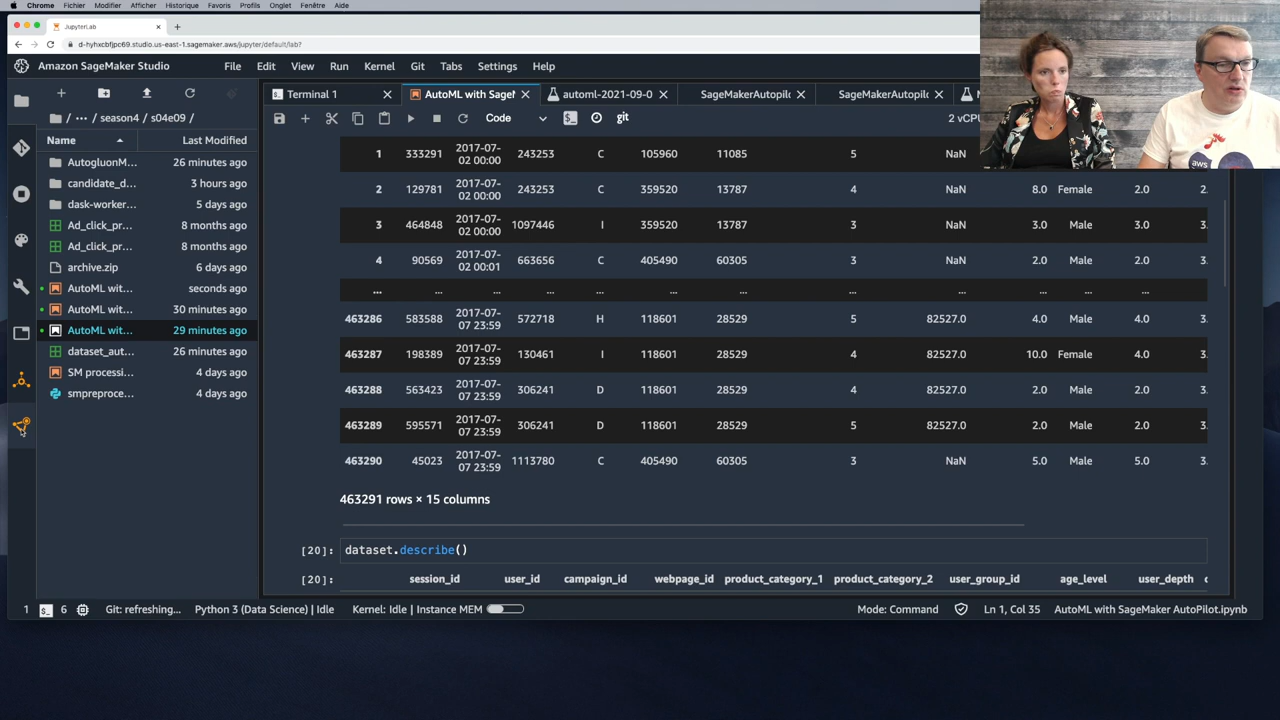 Chrome Fichier Modifier Afficher Historique Favoris Profils Onglet Fenêtre Aide
JupyterLab
d-hyhxcbfjpc69.studio.us-east-1.sagemaker.aws/jupyter/default/lab?
Amazon SageMaker Studio File Edit View Run Kernel Git Tabs Settings Help
Terminal 1 AutoML with SageM automl-2021-09-0 SageMakerAutopil SageMakerAutopil
/ ··· / season4 / s04e09 /
Code git 2 vCPU
Name Last Modified
AutogluonM... 26 minutes ago
candidate_d... 3 hours ago
dask-worker... 5 days ago
Ad_click_pr... 8 months ago
Ad_click_pr... 8 months ago
archive.zip 6 days ago
AutoML wit... seconds ago
AutoML wit... 30 minutes ago
AutoML wit... 29 minutes ago
dataset_aut... 26 minutes ago
SM processi... 4 days ago
smpreproce... 4 days ago
1 333291 2017-07-02 00:00 243253 C 105960 11085 5 NaN
2 129781 2017-07-02 00:00 243253 C 359520 13787 4 NaN 8.0 Female 2.0 2.
3 464848 2017-07-02 00:00 1097446 I 359520 13787 3 NaN 3.0 Male 3.0 3.
4 90569 2017-07-02 00:01 663656 C 405490 60305 3 NaN 2.0 Male 2.0 3.
... ... ... ... ... ... ... ... ... ... ... ...
463286 583588 2017-07-07 23:59 572718 H 118601 28529 5 82527.0 4.0 Male 4.0 3.
463287 198389 2017-07-07 23:59 130461 I 118601 28529 4 82527.0 10.0 Female 4.0 3.
463288 563423 2017-07-07 23:59 306241 D 118601 28529 4 82527.0 2.0 Male 2.0 3.
463289 595571 2017-07-07 23:59 306241 D 118601 28529 5 82527.0 2.0 Male 2.0 3.
463290 45023 2017-07-07 23:59 1113780 C 405490 60305 3 NaN 5.0 Male 5.0 3.
463291 rows × 15 columns
[20]: dataset.describe()
[20]: session_id user_id campaign_id webpage_id product_category_1 product_category_2 user_group_id age_level user_depth c
1 6 Git: refreshing... Python 3 (Data Science) | Idle Kernel: Idle | Instance MEM Mode: Command Ln 1, Col 35 AutoML with SageMaker AutoPilot.ipynb
aws